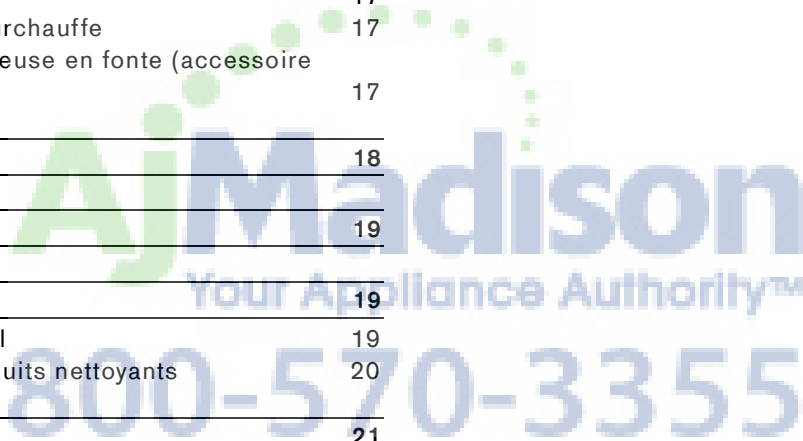 17
urchauffe 17
euse en fonte (accessoire
17
18
19
19
l 19
uits nettoyants 20
21
AjMadison
Your Appliance Authority™
800-570-3355